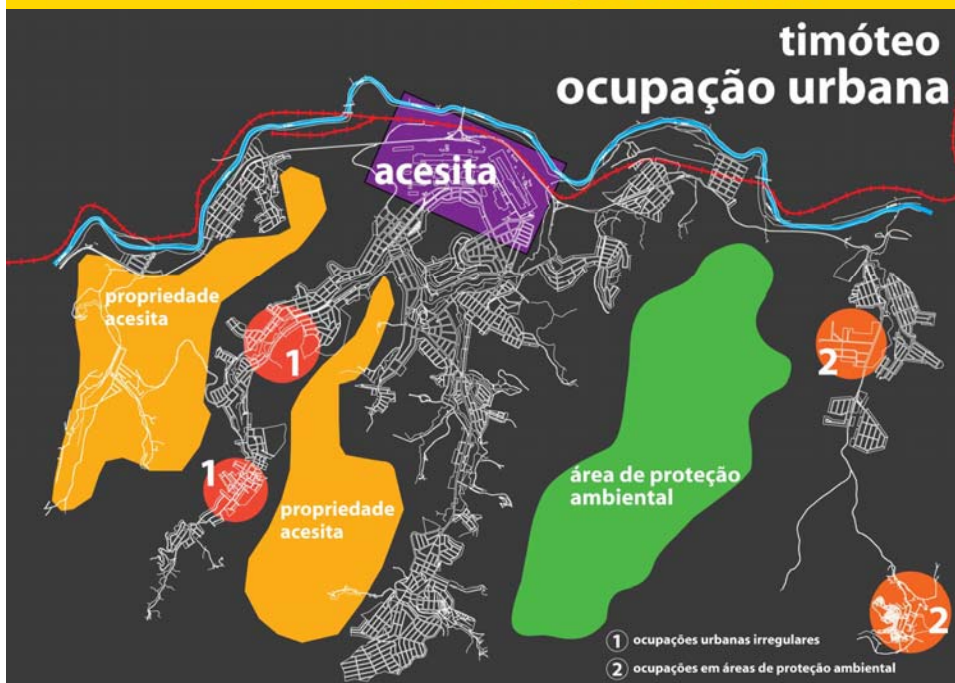 timóteo
ocupação urbana
acesita
propriedade
acesita
1
2
1
área de proteção
ambiental
propriedade
acesita
2
1 ocupações urbanas irregulares
2 ocupações em áreas de proteção ambiental